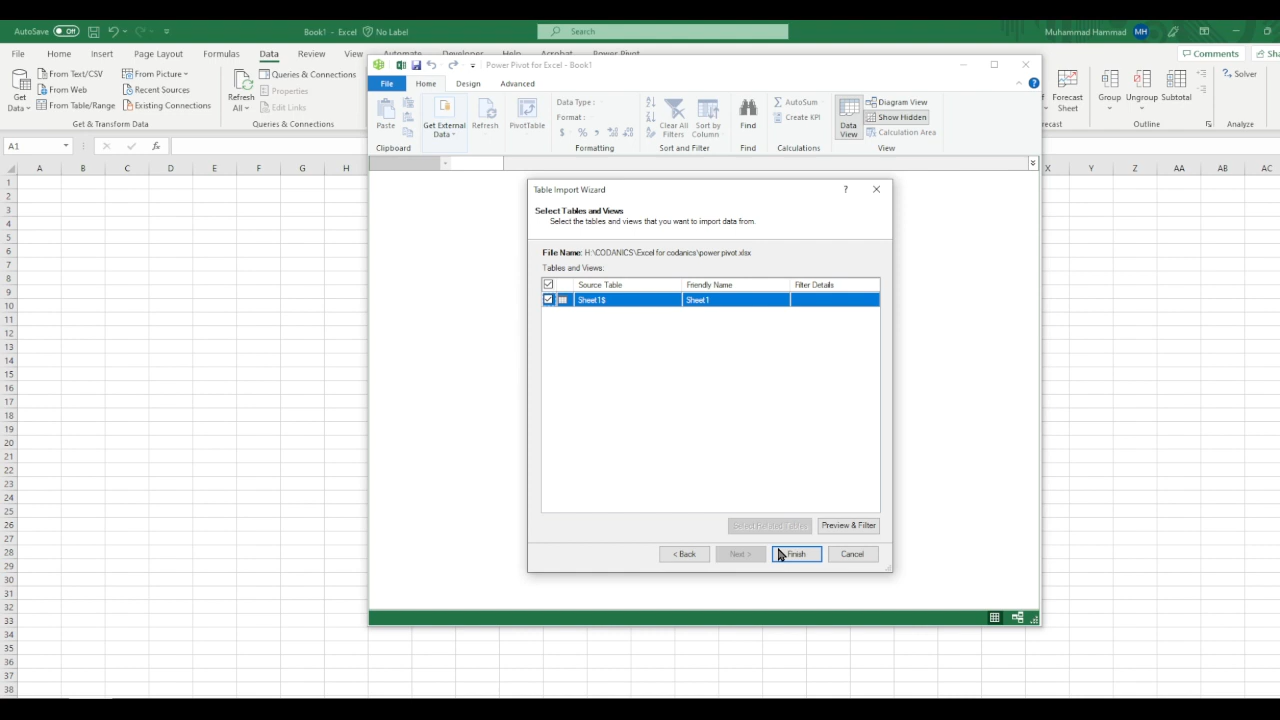 AutoSave Off Book1 - Excel No Label Search Muhammad Hammad MH
File Home Insert Page Layout Formulas Data Review View Automate Developer Help Acrobat Power Pivot Comments
Get Data From Text/CSV From Web From Table/Range From Picture Recent Sources Existing Connections
Get & Transform Data
Refresh All Queries & Connections Properties Edit Links
Queries & Connections
Forecast Sheet
Group Ungroup Subtotal
Outline
Solver
Analyze
A1 fx
A B C D E F G H X Y Z AA AB AC
1
2
3
4
5
6
7
8
9
10
11
12
13
14
15
16
17
18
19
20
21
22
23
24
25
26
27
28
29
30
31
32
33
34
35
36
37
38
Power Pivot for Excel - Book1
File Home Design Advanced
Paste
Clipboard
Get External Data
Refresh
PivotTable
Data Type :
Format :
$ % ,
Formatting
Clear All Filters Sort by Column
Sort and Filter
Find
Find
AutoSum
Create KPI
Calculations
Data View
Diagram View
Show Hidden
Calculation Area
View
Table Import Wizard ?
Select Tables and Views
Select the tables and views that you want to import data from.
File Name: H:\CODANICS\Excel for codanics\power pivot.xlsx
Tables and Views:
Source Table Friendly Name Filter Details
Sheet1$ Sheet1
Select Related Tables Preview & Filter
< Back Next > Finish Cancel